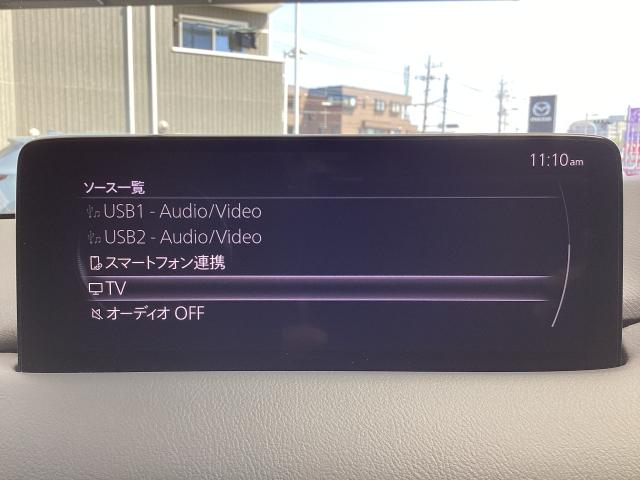 11:10am
ソース一覧
USB1 - Audio/Video
USB2 - Audio/Video
スマートフォン連携
TV
オーディオ OFF